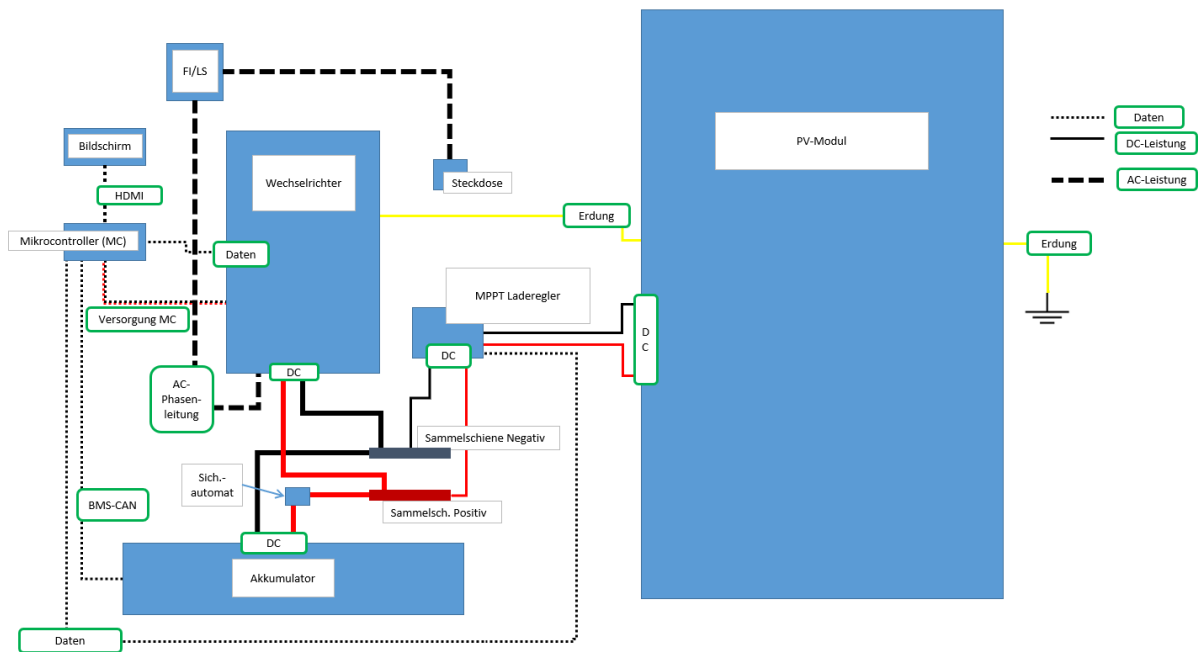 FI/LS
Bildschirm
HDMI
Mikrocontroller (MC)
Versorgung MC
Wechselrichter
Daten
Steckdose
Erdung
PV-Modul
Daten
DC-Leistung
AC-Leistung
Erdung
MPPT Laderegler
DC
D
C
DC
AC-
Phasen-
leitung
Sammelschiene Negativ
Sich.-
automat
Sammelsch. Positiv
BMS-CAN
DC
Akkumulator
Daten